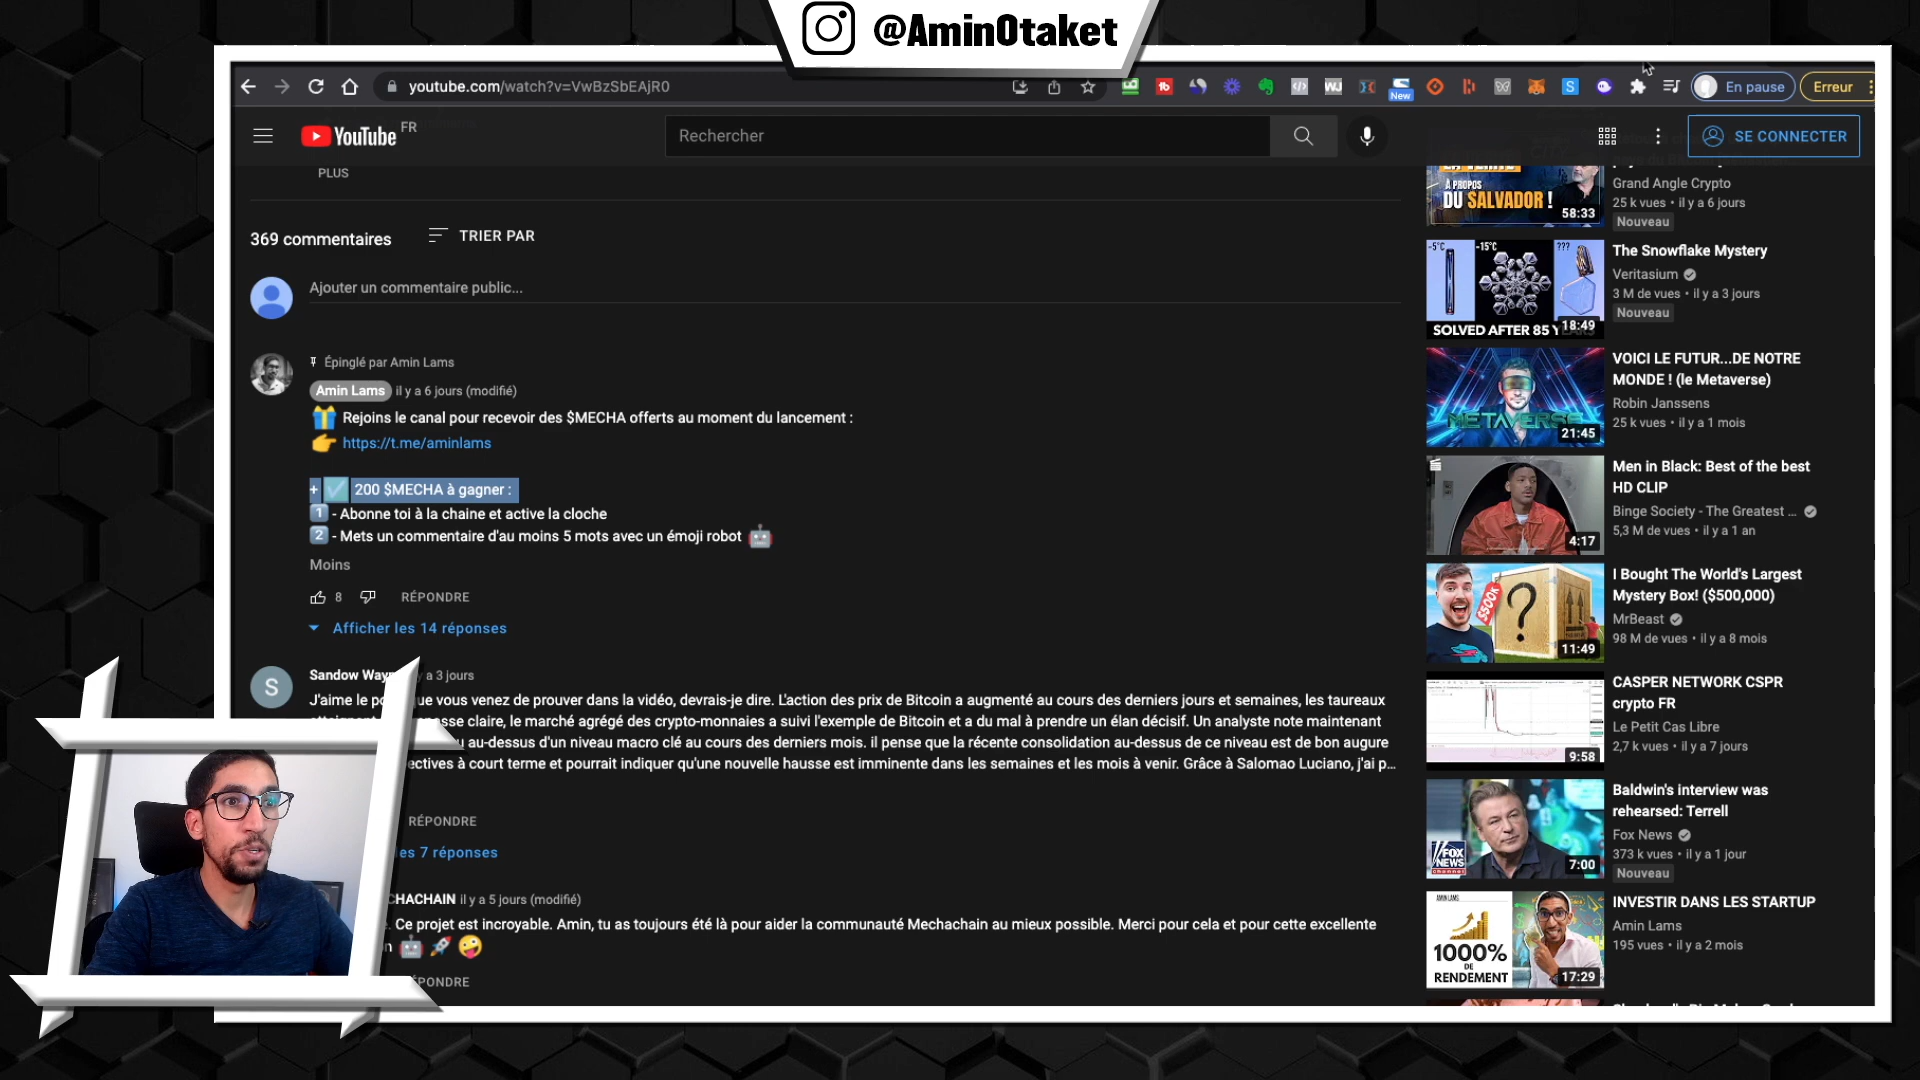 @AminOtaket
youtube.com/watch?v=VwBzSbEAjR0
New
En pause
Erreur
YouTube FR
Rechercher
SE CONNECTER
PLUS
369 commentaires
TRIER PAR
Ajouter un commentaire public...
Épinglé par Amin Lams
Amin Lams il y a 6 jours (modifié)
🎁 Rejoins le canal pour recevoir des $MECHA offerts au moment du lancement :
👉 https://t.me/aminlams
+ ☑️ 200 $MECHA à gagner :
1️⃣ - Abonne toi à la chaine et active la cloche
2️⃣ - Mets un commentaire d'au moins 5 mots avec un émoji robot 🤖
Moins
8 RÉPONDRE
Afficher les 14 réponses
S
Sandow a 3 jours
J'aime le que vous venez de prouver dans la vidéo, devrais-je dire. L'action des prix de Bitcoin a augmenté au cours des derniers jours et semaines, les taureaux
claire, le marché agrégé des crypto-monnaies a suivi l'exemple de Bitcoin et a du mal à prendre un élan décisif. Un analyste note maintenant
au-dessus d'un niveau macro clé au cours des derniers mois. il pense que la récente consolidation au-dessus de ce niveau est de bon augure
ectives à court terme et pourrait indiquer qu'une nouvelle hausse est imminente dans les semaines et les mois à venir. Grâce à Salomao Luciano, j'ai p...
RÉPONDRE
es 7 réponses
CHACHAIN il y a 5 jours (modifié)
Ce projet est incroyable. Amin, tu as toujours été là pour aider la communauté Mechachain au mieux possible. Merci pour cela et pour cette excellente
n 🤖 🚀 🤪
PONDRE
À PROPOS
DU SALVADOR !
58:33
Grand Angle Crypto
25 k vues • il y a 6 jours
Nouveau
-5°C
-15°C
???
SOLVED AFTER 85 Y
18:49
The Snowflake Mystery
Veritasium
3 M de vues • il y a 3 jours
Nouveau
METAVERSE
21:45
VOICI LE FUTUR...DE NOTRE
MONDE ! (le Metaverse)
Robin Janssens
25 k vues • il y a 1 mois
4:17
Men in Black: Best of the best
HD CLIP
Binge Society - The Greatest ...
5,3 M de vues • il y a 1 an
$500K
?
11:49
I Bought The World's Largest
Mystery Box! ($500,000)
MrBeast
98 M de vues • il y a 8 mois
9:58
CASPER NETWORK CSPR
crypto FR
Le Petit Cas Libre
2,7 k vues • il y a 7 jours
FOX
NEWS
channel
7:00
Baldwin's interview was
rehearsed: Terrell
Fox News
373 k vues • il y a 1 jour
Nouveau
AMIN LAMS
1000%
DE
RENDEMENT
17:29
INVESTIR DANS LES STARTUP
Amin Lams
195 vues • il y a 2 mois